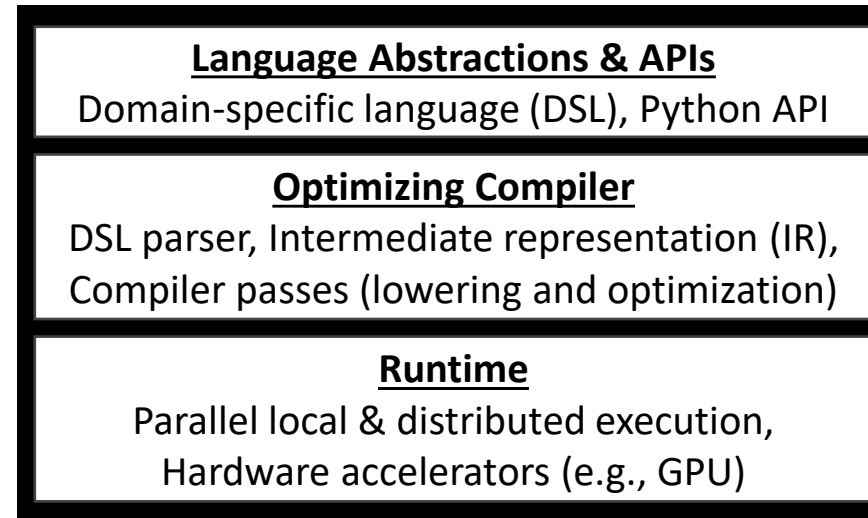 Language Abstractions & APIs
Domain-specific language (DSL), Python API
Optimizing Compiler
DSL parser, Intermediate representation (IR),
Compiler passes (lowering and optimization)
Runtime
Parallel local & distributed execution,
Hardware accelerators (e.g., GPU)